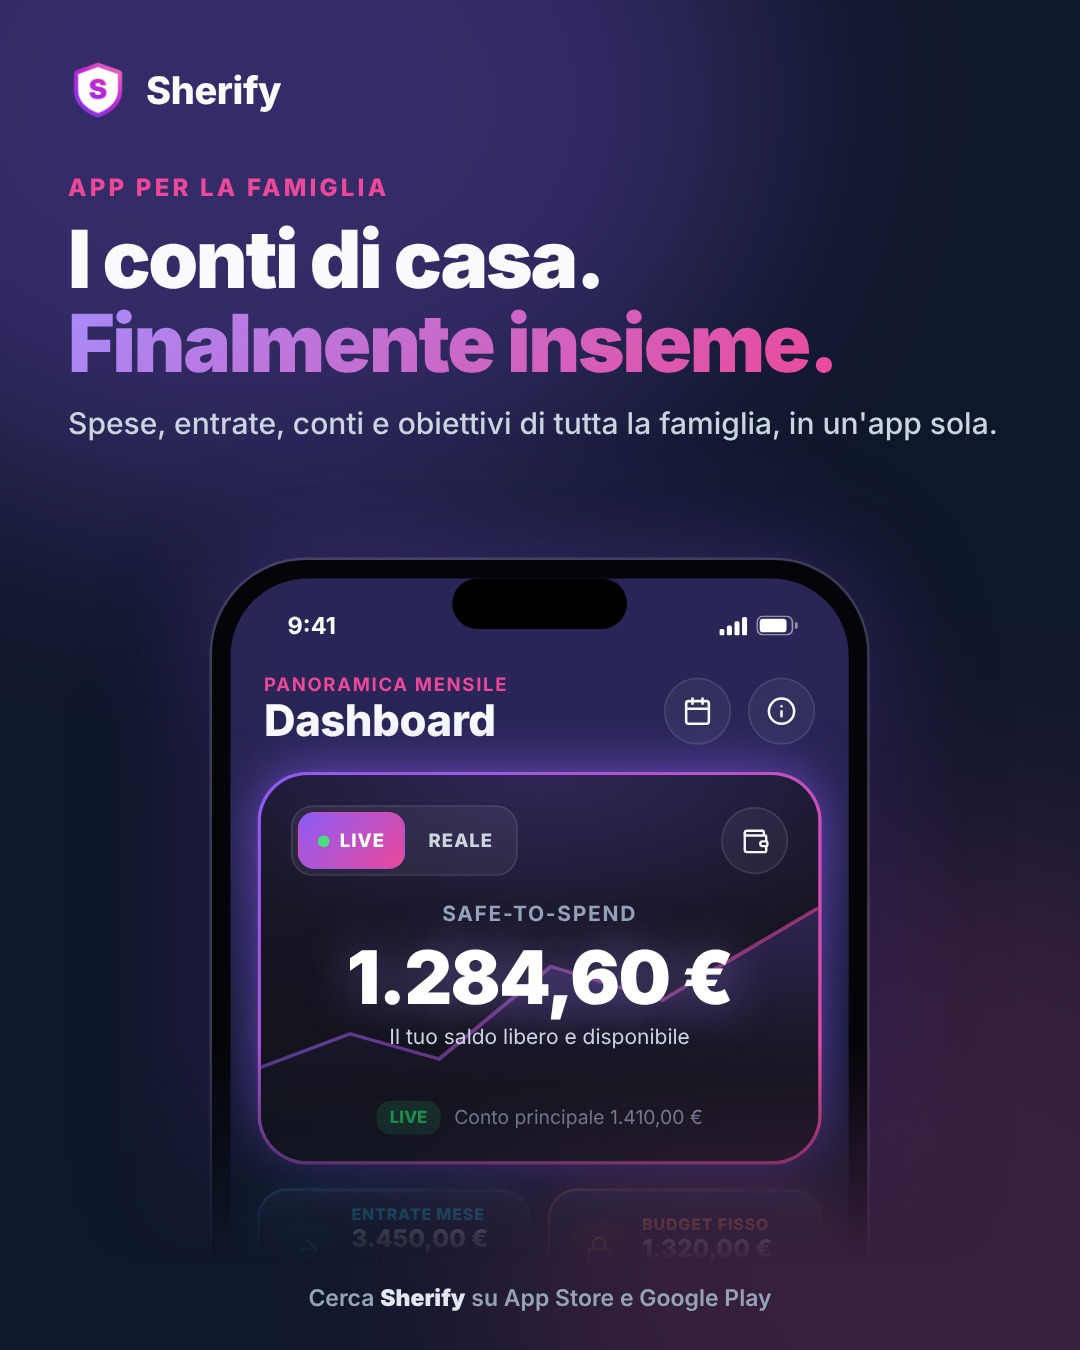 S
Sherify
APP PER LA FAMIGLIA
I conti di casa.
Finalmente insieme.
Spese, entrate, conti e obiettivi di tutta la famiglia, in un'app sola.
9:41
PANORAMICA MENSILE
Dashboard
LIVE REALE
SAFE-TO-SPEND
1.284,60 €
Il tuo saldo libero e disponibile
LIVE Conto principale 1.410,00 €
ENTRATE MESE
3.450,00 €
BUDGET FISSO
1.320,00 €
Cerca Sherify su App Store e Google Play